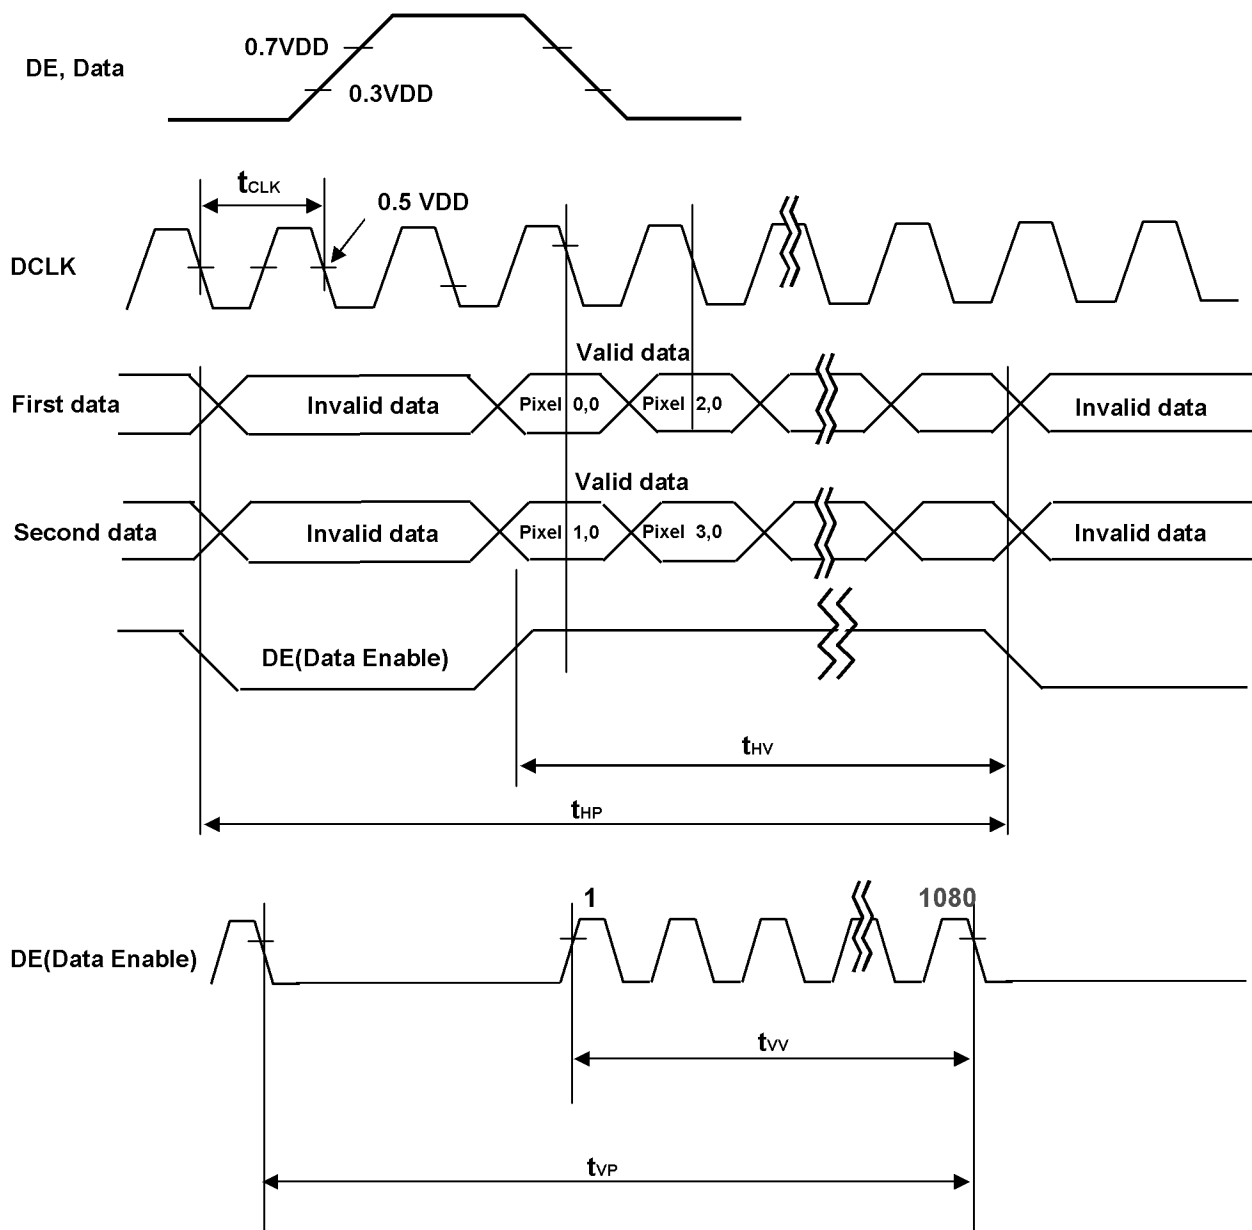 0.7VDD
DE, Data
0.3VDD
tCLK
0.5 VDD
DCLK
Valid data
First data
Invalid data
Pixel 0,0
Pixel 2,0
Invalid data
Valid data
Second data
Invalid data
Pixel 1,0
Pixel 3,0
Invalid data
DE(Data Enable)
tHV
tHP
1
1080
DE(Data Enable)
tVV
tVP